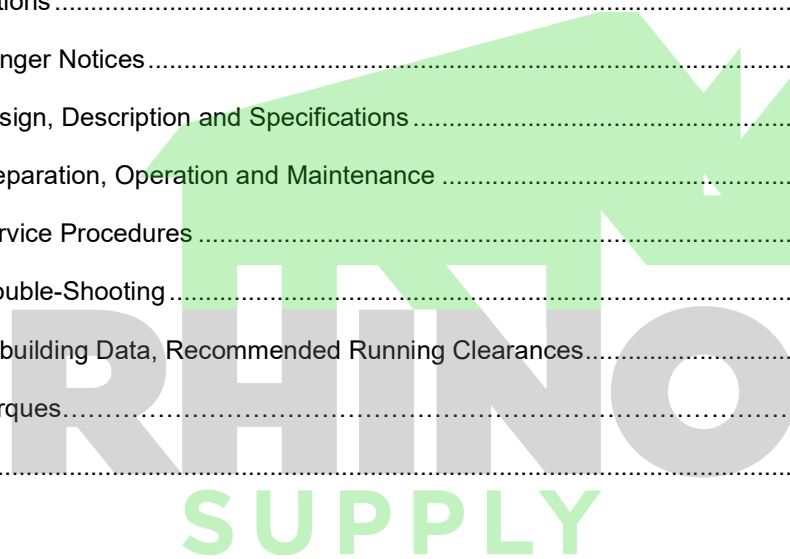 tions........................................................................................
nger Notices........................................................................................
sign, Description and Specifications........................................................................................
eparation, Operation and Maintenance ........................................................................................
rvice Procedures ........................................................................................
ouble-Shooting ........................................................................................
building Data, Recommended Running Clearances........................................................................................
rques........................................................................................
........................................................................................
RHINO
SUPPLY